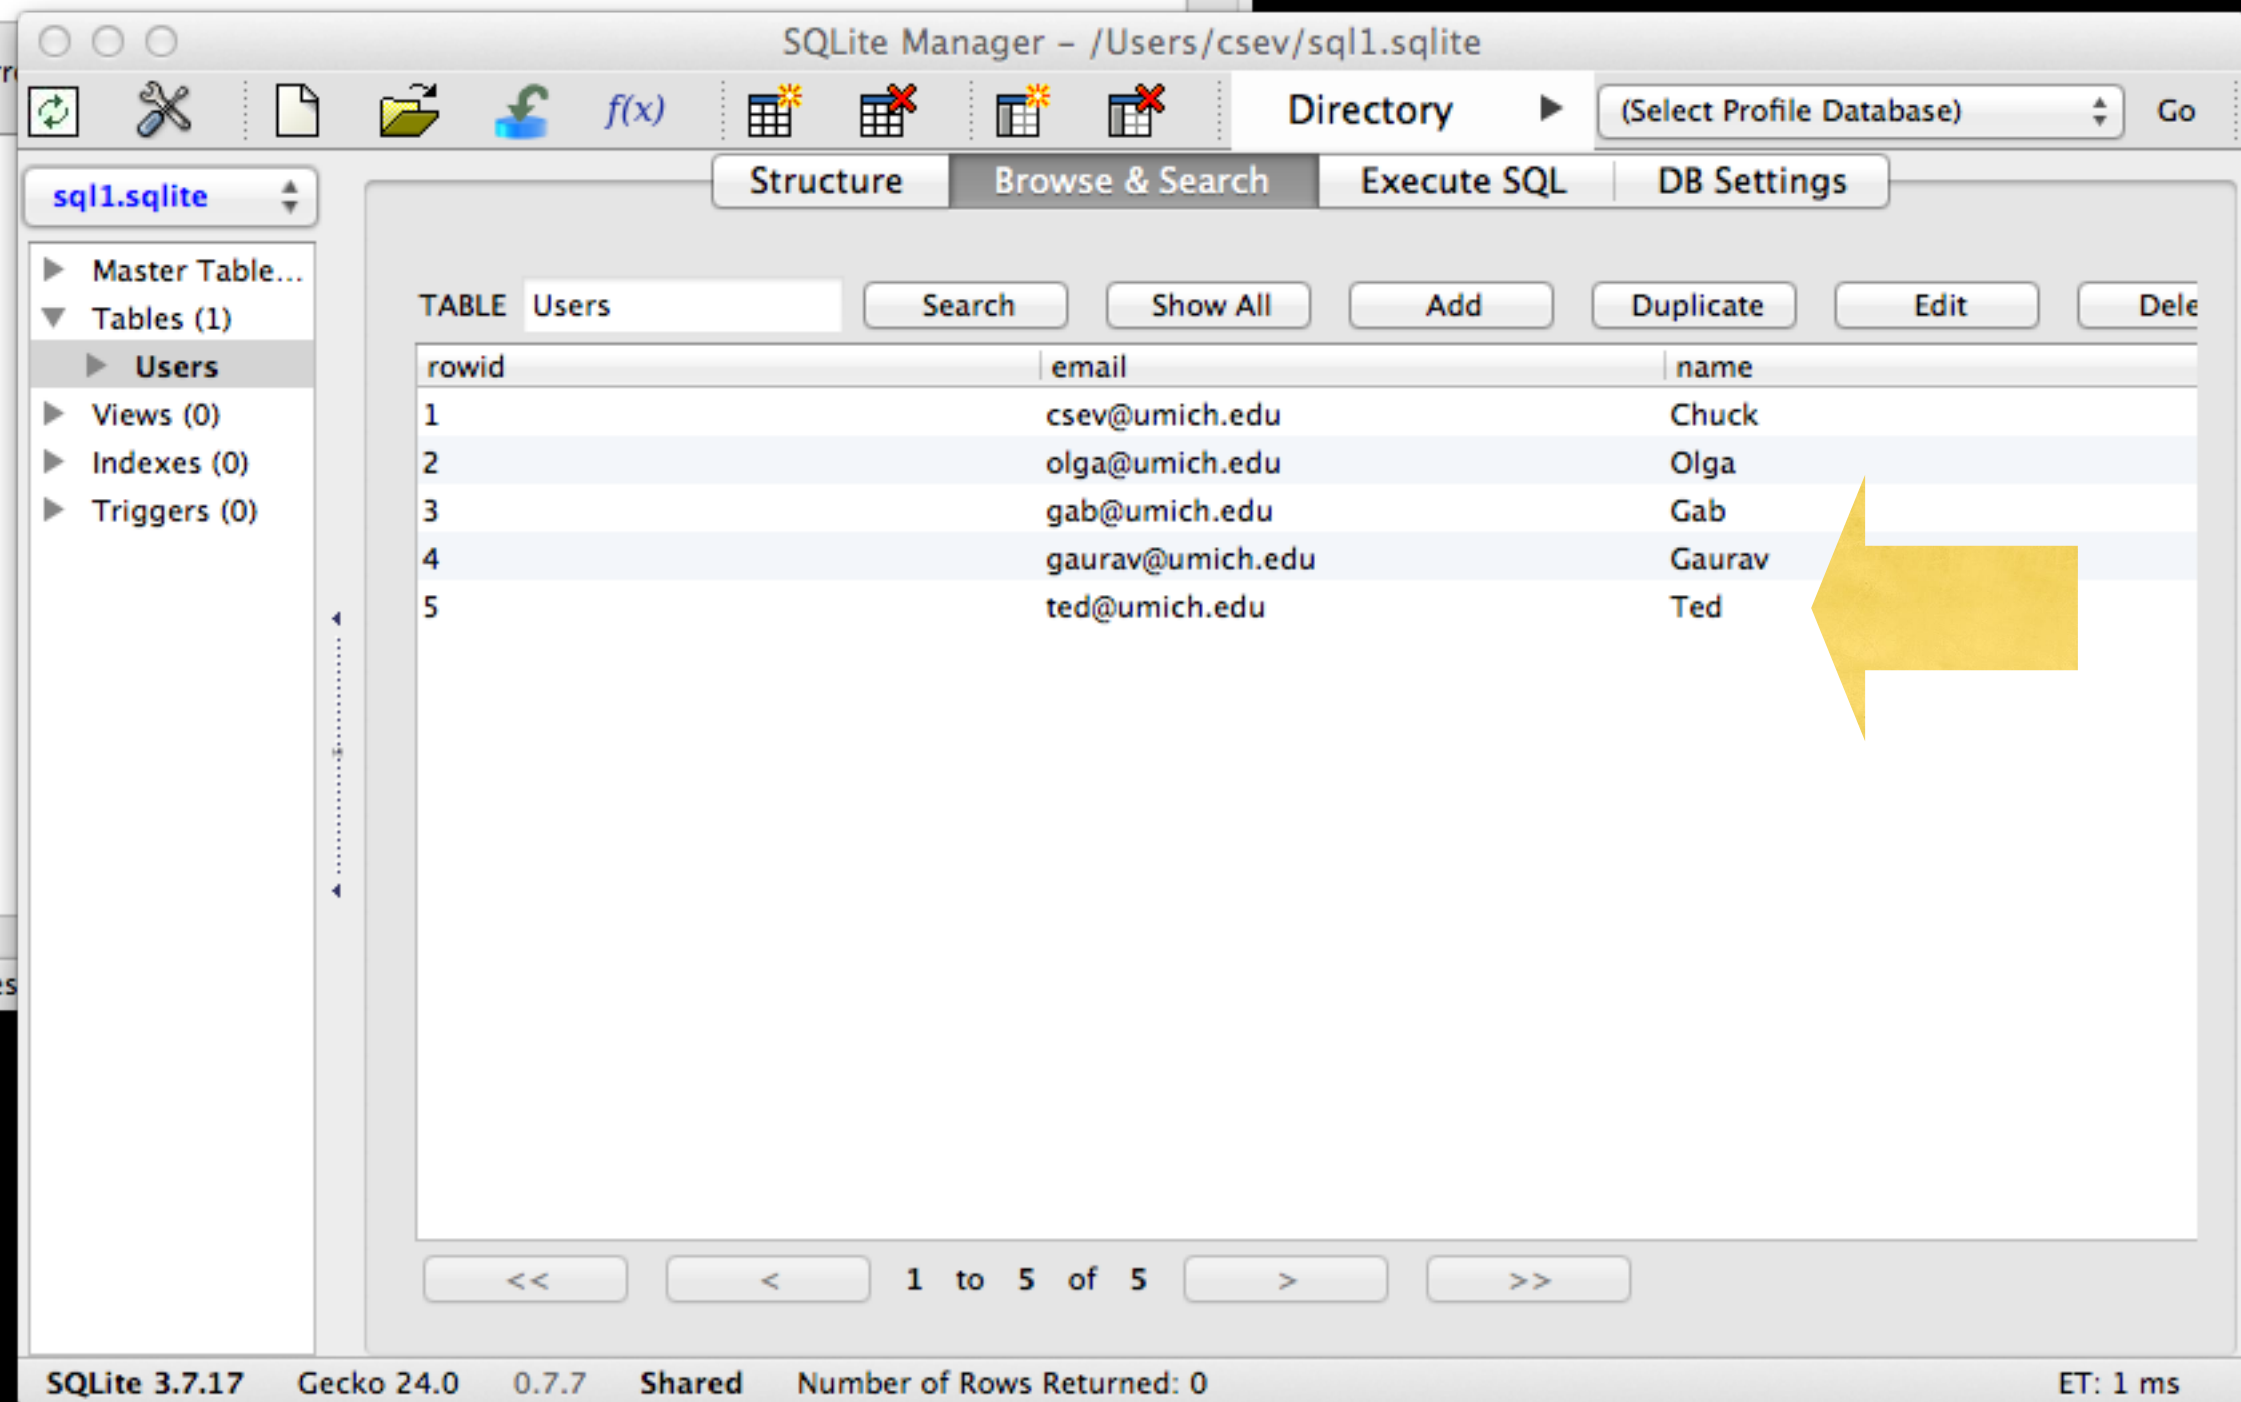 SQLite Manager – /Users/csev/sql1.sqlite
f(x) Directory (Select Profile Database) Go
sql1.sqlite
Structure Browse & Search Execute SQL DB Settings
Master Table...
Tables (1)
Users
Views (0)
Indexes (0)
Triggers (0)
TABLE Users Search Show All Add Duplicate Edit Dele
rowid email name
1 csev@umich.edu Chuck
2 olga@umich.edu Olga
3 gab@umich.edu Gab
4 gaurav@umich.edu Gaurav
5 ted@umich.edu Ted
<< < 1 to 5 of 5 > >>
SQLite 3.7.17 Gecko 24.0 0.7.7 Shared Number of Rows Returned: 0 ET: 1 ms